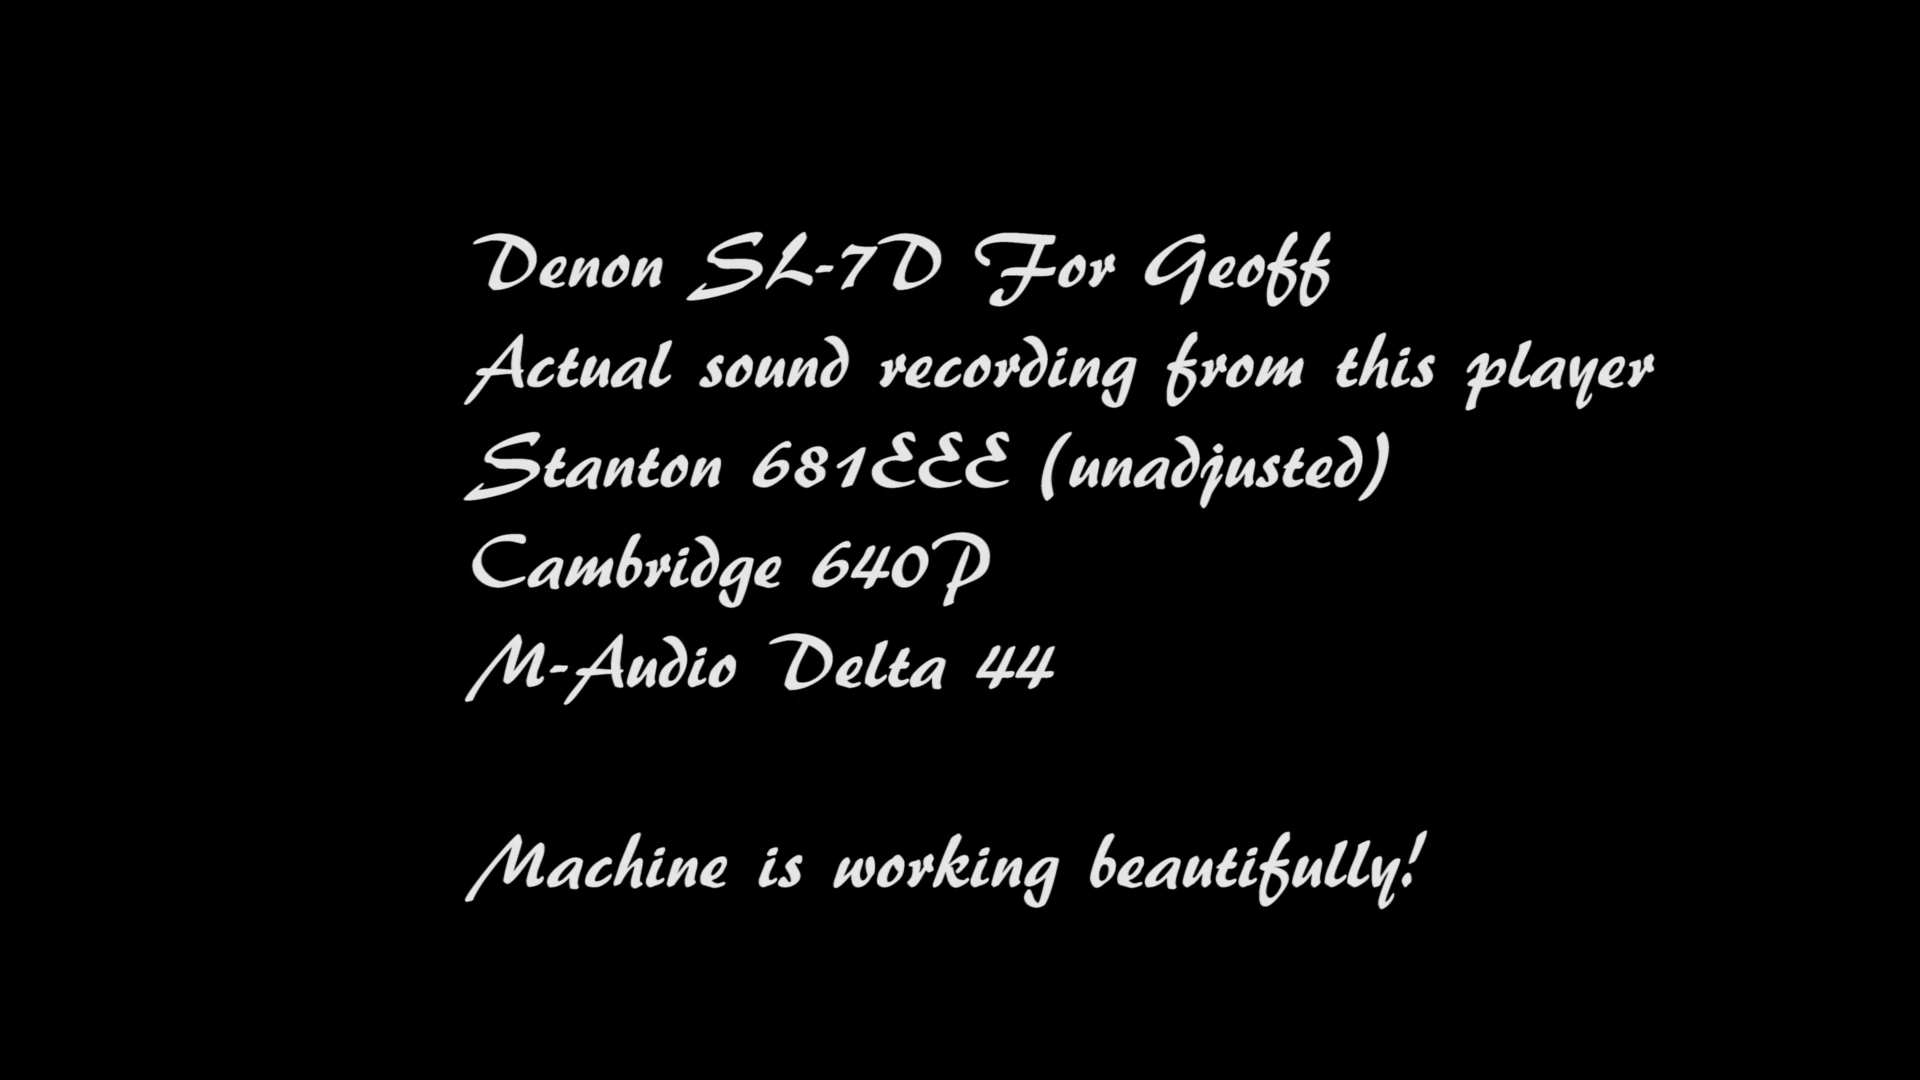 Denon SL-7D For Geoff
Actual sound recording from this player
Stanton 681EEE (unadjusted)
Cambridge 640P
M-Audio Delta 44
Machine is working beautifully!